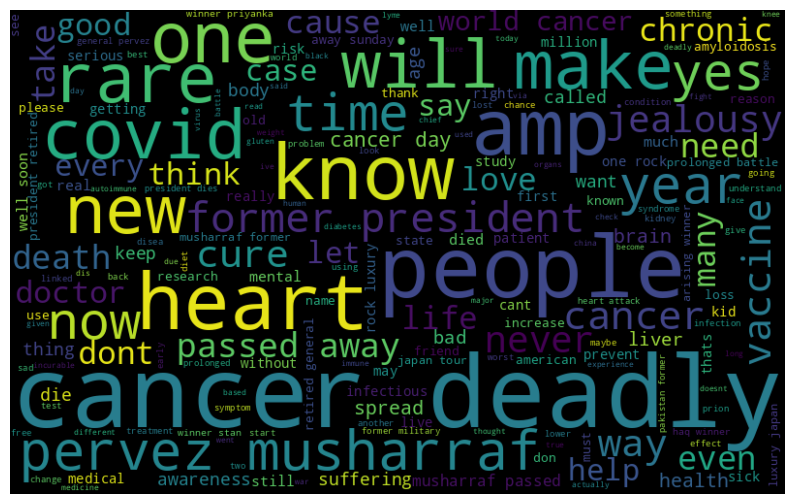 winner priyanka
lyme
something
knee
see
general pervez
good
one
cause
world cancer
chronic
take
best
well
away sunday
million
today
deadly
serious
day
risk
age
world
black
amyloidosis
rare
will
make
yes
hope
please
body
case
said
thank
right
called
via
condition
fight
reason
getting
virus
battle
read
lost
chance
covid
time
say
amp
jealousy
old
weight
chief
used
president retired
every
gluten
problem
look
cancer day
much
need
think
study
one rock
prolonged battle
well soon
real
ive
organs
going
got
autoimmune
president dies
really
love
want
year
understand
know
first
known
syndrome
face
new
human
diabetes
check
kidney
give
former president
musharraf former
state
died
patient
brain
many
death
disea
due
diet
cure
let
china
become
arising winner
vaccine
linked
dis
back
keep
research
mental
using
rock luxury
people
heart attack
loss
doctor
use
name
heart
life
cancer
major
infection
now
given
cant
increase
kid
thing
dont
early
passed away
friend
never
liver
thats
bad
maybe
sad
incurable
prolonged
without
immune
japan tour
american
prevent
worst
experience
doesnt
long
die
test
based
symptom
retired general
may
infectious
spread
prion
cancer deadly
free
different
treatment
winner stan start
another
live
former military
thought
lower
haq winner
pakistan former
luxury japan
pervez musharraf
went
true
don
must
way
effect
even
change
medical
medicine
awareness
two
still
war
suffering
musharraf passed
actually
help
health
sick